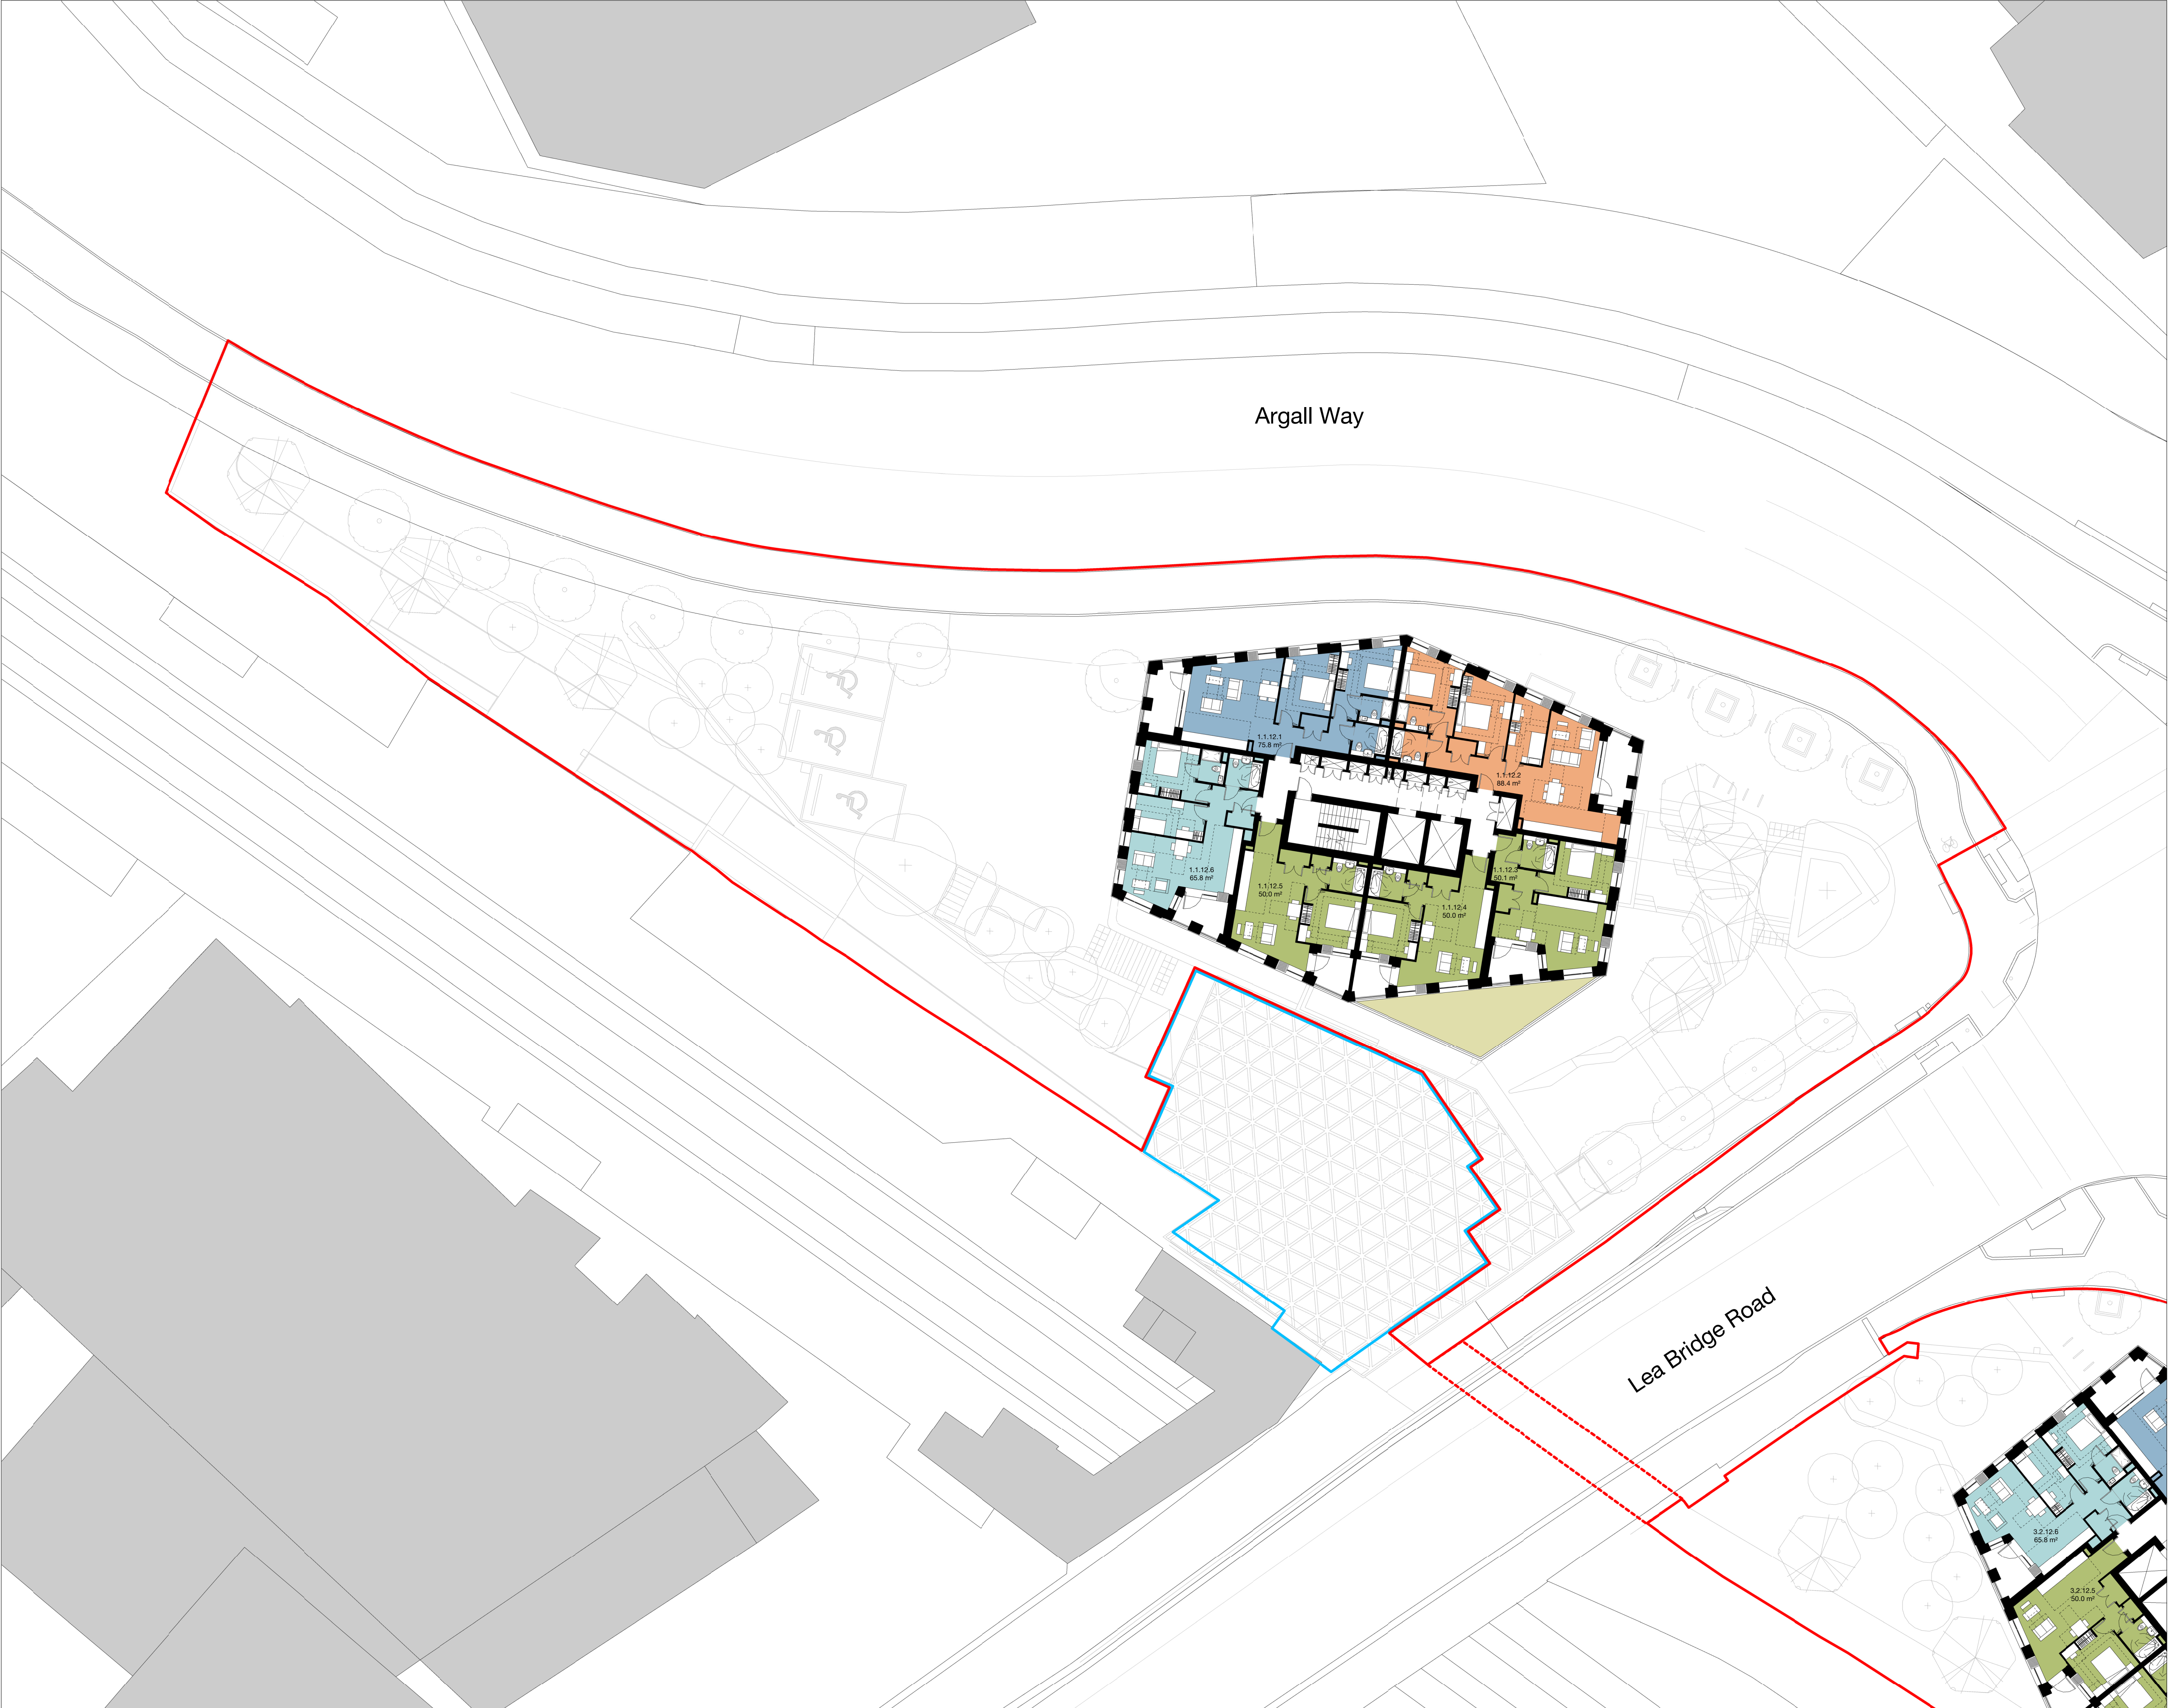 Argall Way
1.1.12.1
75.8 m²
1.1.12.2
88.4 m²
1.1.12.6
65.8 m²
1.1.12.3
50.1 m²
1.1.12.5
50.0 m²
1.1.12.4
50.0 m²
Lea Bridge Road
3.2.12.6
65.8 m²
3.2.12.5
50.0 m²